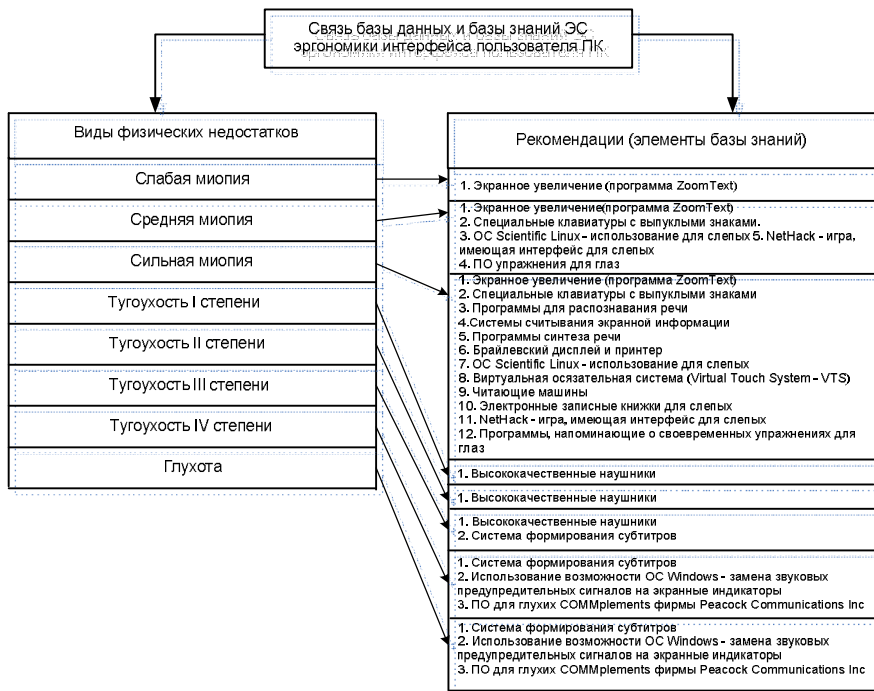 Связь базы данных и базы знаний ЭС
эргономики интерфейса пользователя ПК
Виды физических недостатков
Слабая миопия
Средняя миопия
Сильная миопия
Тугоухость I степени
Тугоухость II степени
Тугоухость III степени
Тугоухость IV степени
Глухота
Рекомендации (элементы базы знаний)
1. Экранное увеличение (программа ZoomText)
1. Экранное увеличение(программа ZoomText)
2. Специальные клавиатуры с выпуклыми знаками.
3. ОС Scientific Linux - использование для слепых 5. NetHack - игра,
имеющая интерфейс для слепых
4. ПО упражнения для глаз
1. Экранное увеличение (программа ZoomText)
2. Специальные клавиатуры с выпуклыми знаками
3. Программы для распознавания речи
4.Системы считывания экранной информации
5. Программы синтеза речи
6. Брайлевский дисплей и принтер
7. ОС Scientific Linux - использование для слепых
8. Виртуальная осязательная система (Virtual Touch System – VTS)
9. Читающие машины
10. Электронные записные книжки для слепых
11. NetHack - игра, имеющая интерфейс для слепых
12. Программы, напоминающие о своевременных упражнениях для
глаз
1. Высококачественные наушники
1. Высококачественные наушники
1. Высококачественные наушники
2. Система формирования субтитров
1. Система формирования субтитров
2. Использование возможности ОС Windows - замена звуковых
предупредительных сигналов на экранные индикаторы
3. ПО для глухих COMMplements фирмы Peacock Communications Inc
1. Система формирования субтитров
2. Использование возможности ОС Windows - замена звуковых
предупредительных сигналов на экранные индикаторы
3. ПО для глухих COMMplements фирмы Peacock Communications Inc